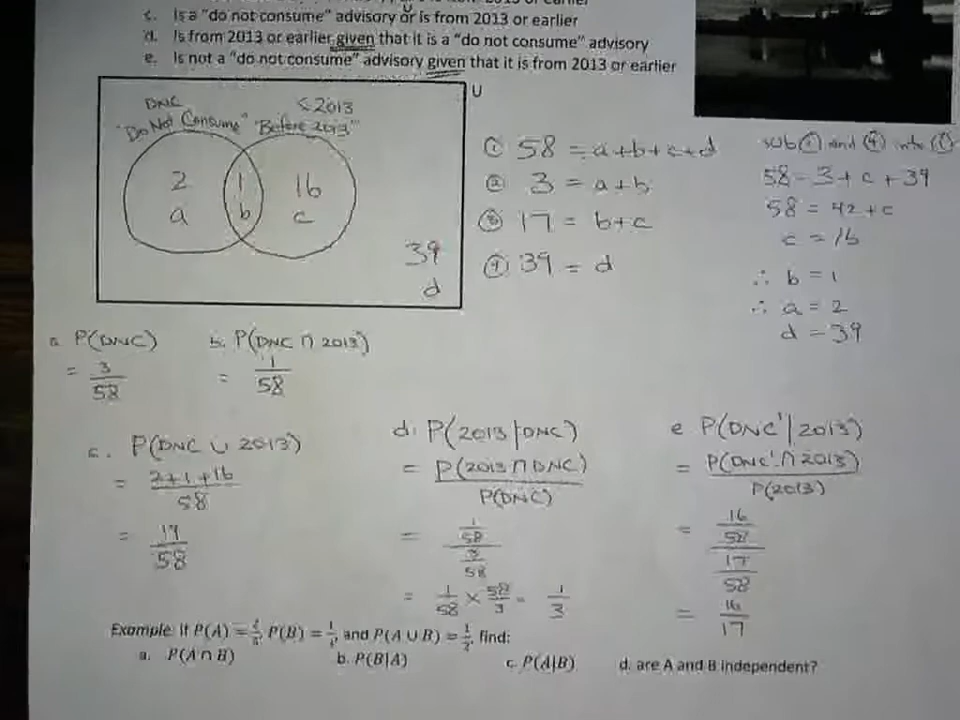 c. Is a "do not consume" advisory or is from 2013 or earlier
d. Is from 2013 or earlier given that it is a "do not consume" advisory
e. Is not a "do not consume" advisory given that it is from 2013 or earlier
U
DNC
≤2013
"Do Not Consume" "Before 2013"
2 1 16
a b c
39
d
① 58 = a+b+c+d
② 3 = a+b
③ 17 = b+c
④ 39 = d
sub ② and ④ into ①
58 = 3 + c + 39
58 = 42 + c
c = 16
∴ b = 1
∴ a = 2
d = 39
a. P(DNC)
= 3/58
b. P(DNC ∩ 2013)
= 1/58
c. P(DNC ∪ 2013)
= 2+1+16/58
= 19/58
d. P(2013|DNC)
= P(2013 ∩ DNC)/P(DNC)
= 1/58 / 3/58
= 1/58 × 58/3 = 1/3
e P(DNC'|2013)
= P(DNC' ∩ 2013)/P(2013)
= 16/58 / 17/58
= 16/17
Example: If P(A) = P(B) = and P(A ∪ B) = 1/2, find:
a. P(A ∩ B) b. P(B|A) c. P(A|B) d. are A and B independent?